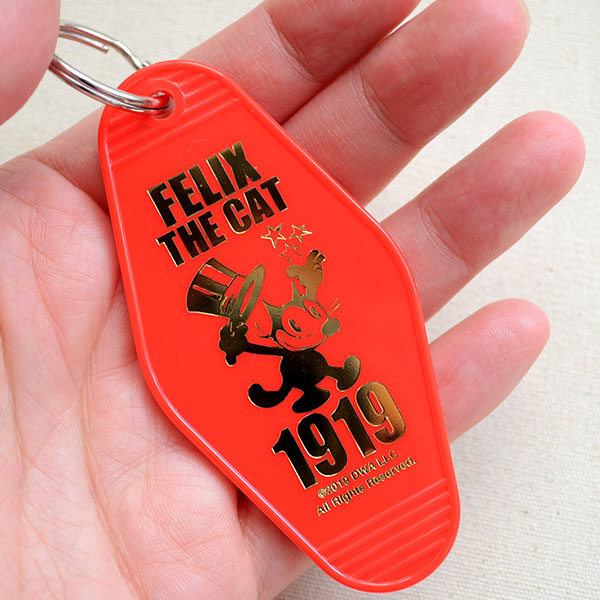 FELIX
THE CAT
1919
©2019 DWA LLC
All Rights Reserved.